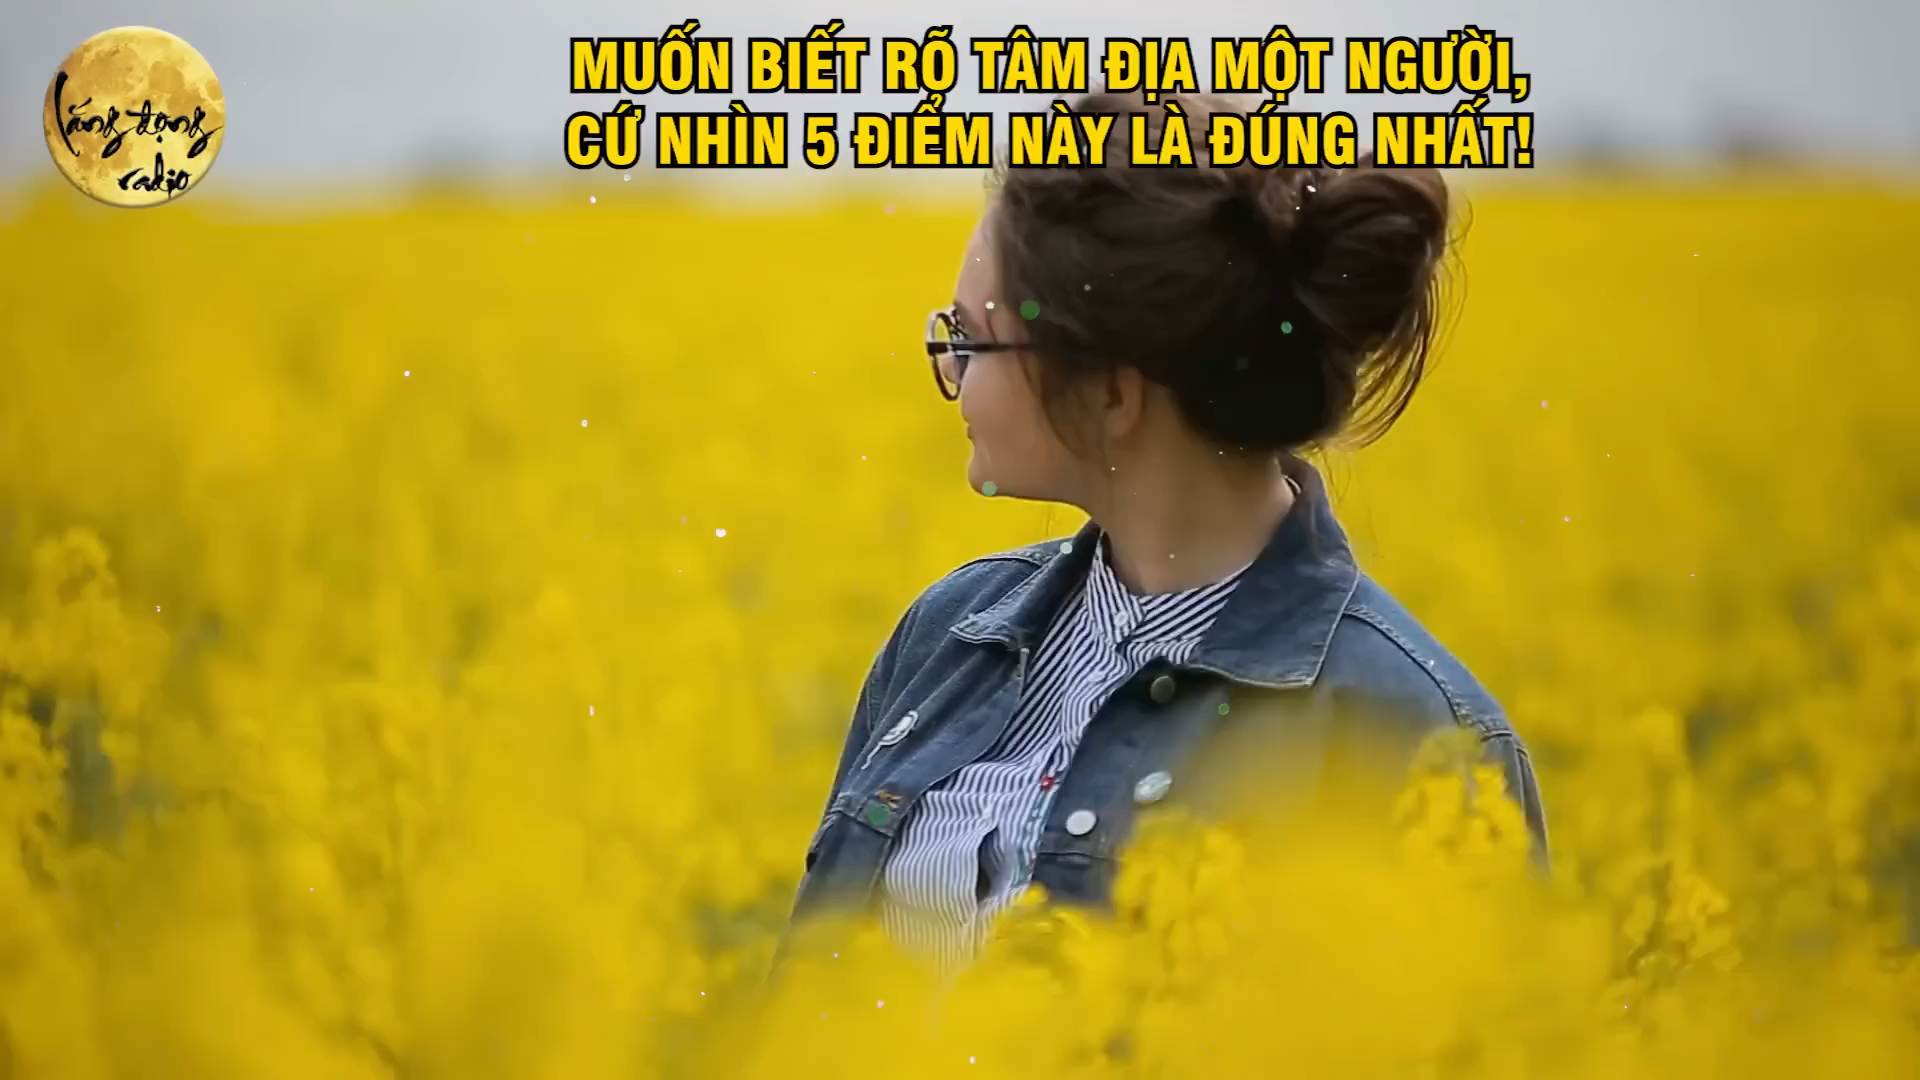 MUỐN BIẾT RÕ TÂM ĐỊA MỘT NGƯỜI,
CỨ NHÌN 5 ĐIỂM NÀY LÀ ĐÚNG NHẤT!
lắng đọng
radio